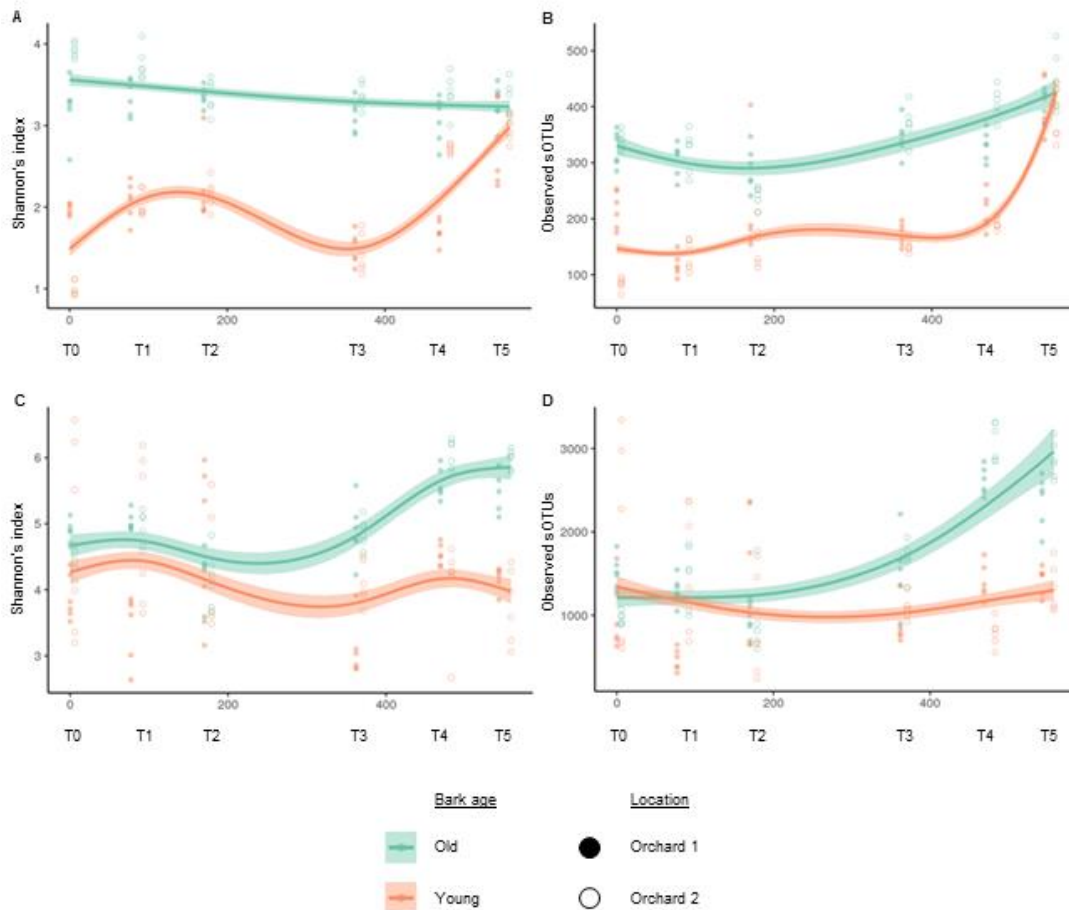 A
B
Shannon's index
4
3
2
1
0
200
400
T0
T1
T2
T3
T4
T5
Observed sOTUs
500
400
300
200
100
0
200
400
T0
T1
T2
T3
T4
T5
C
D
Shannon's index
6
5
4
3
0
400
T0
T1
T2
T3
T4
T5
Observed sOTUs
3000
2000
1000
0
400
T0
T1
T2
T3
T4
T5
Bark age
Location
Old
Orchard 1
Young
Orchard 2